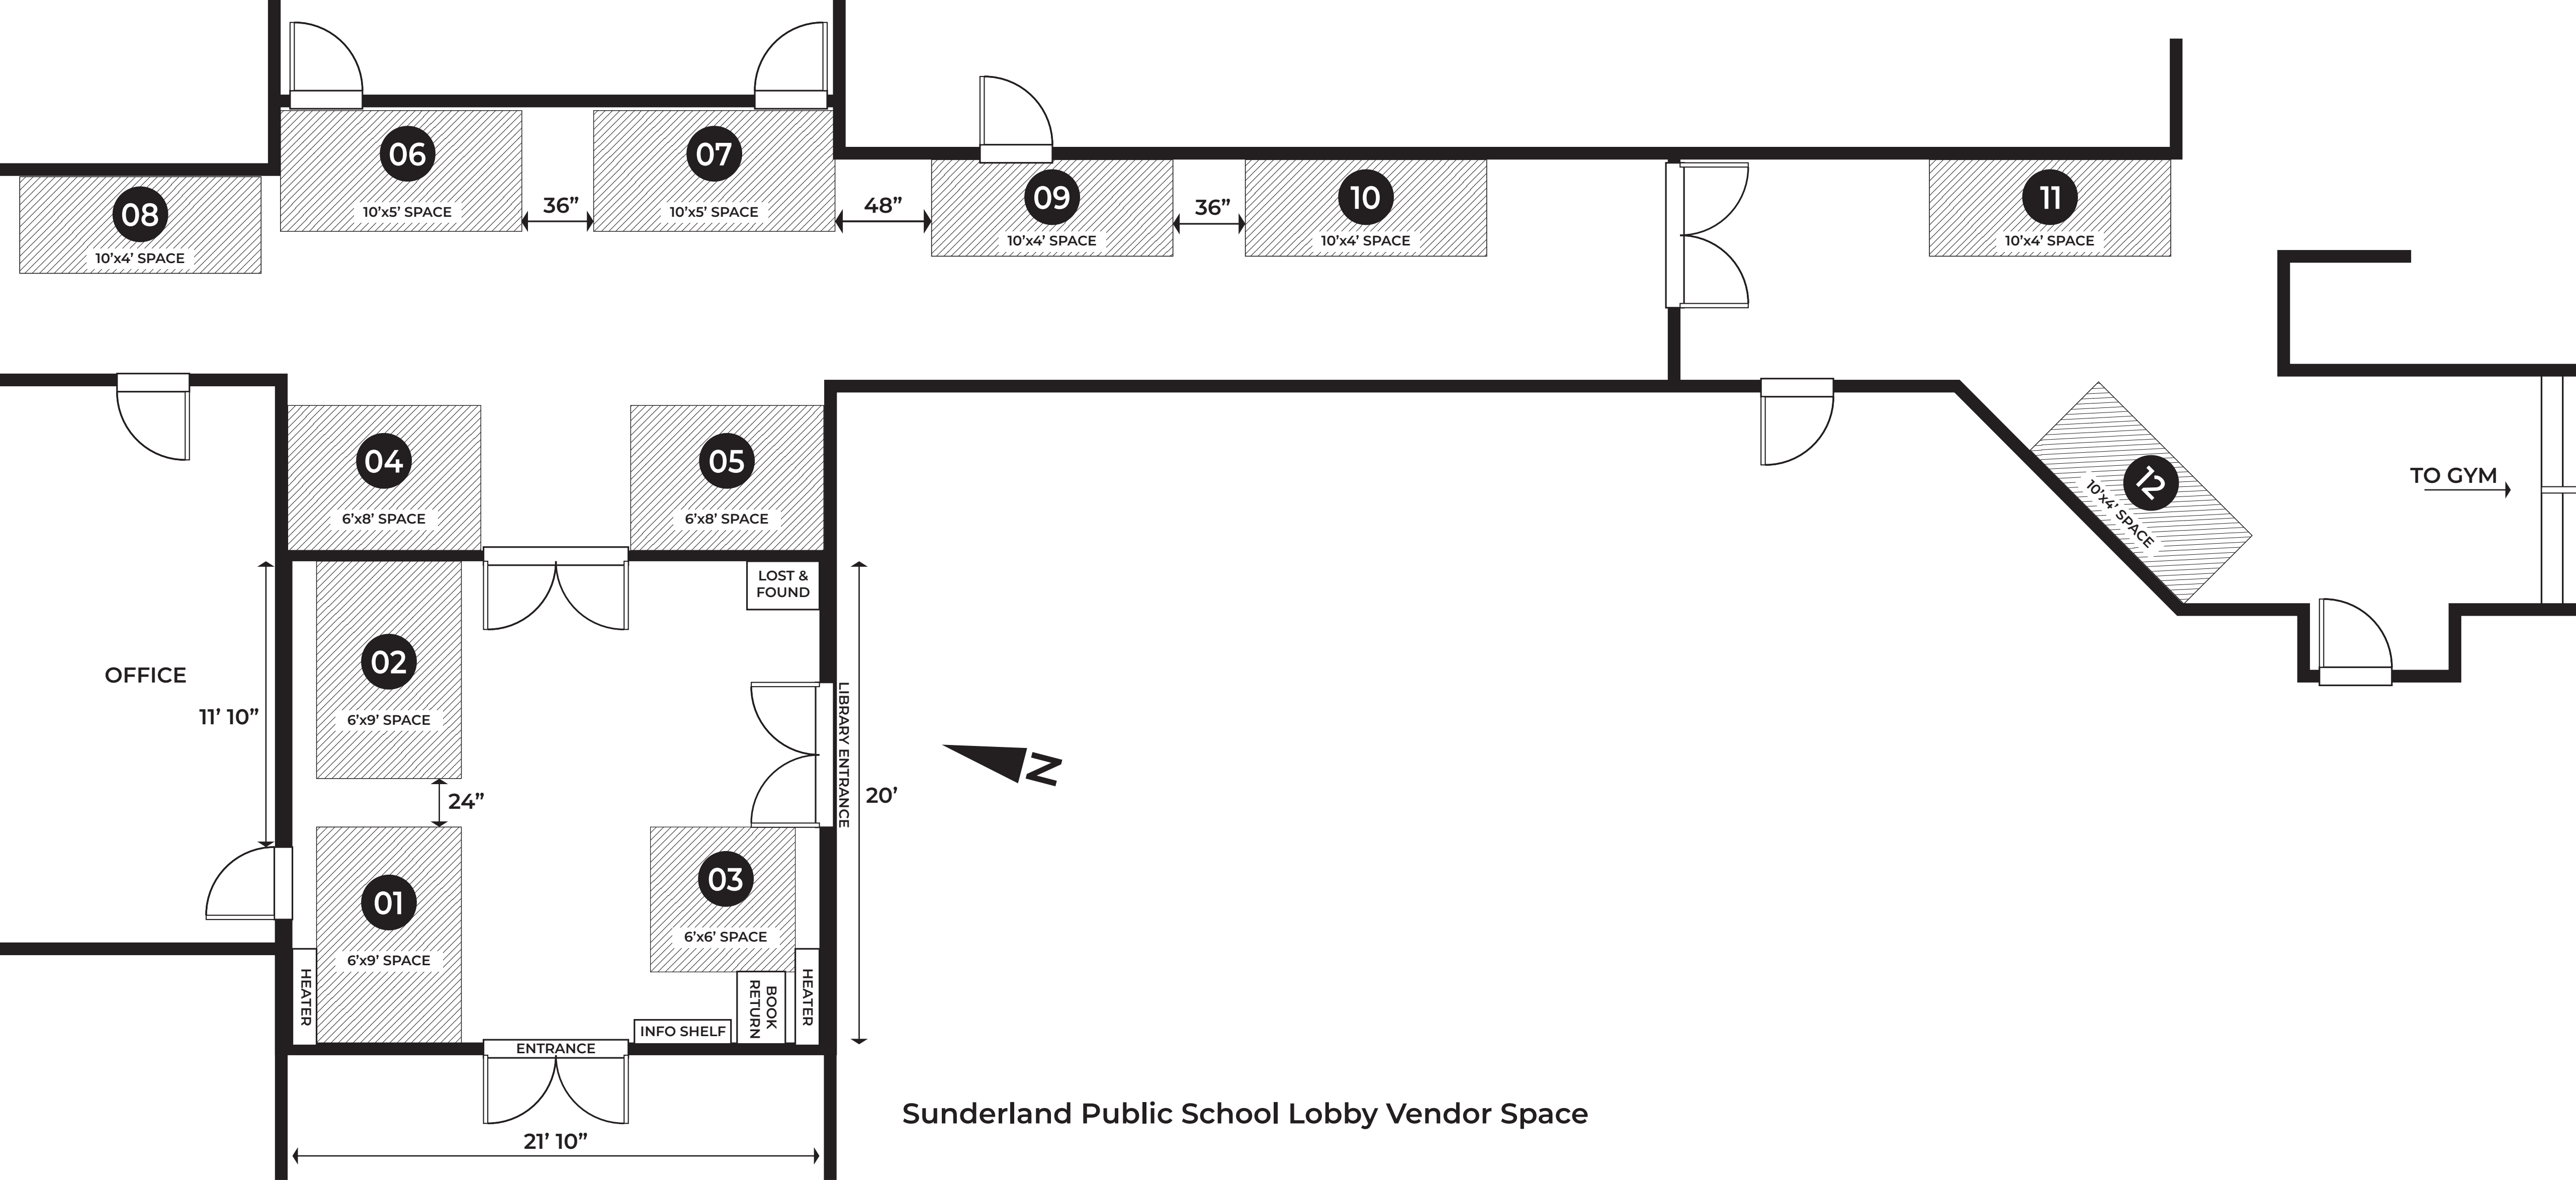 06
10’x5’ SPACE
36”
07
10’x5’ SPACE
48”
08
10’x4’ SPACE
09
10’x4’ SPACE
36”
10
10’x4’ SPACE
11
10’x4’ SPACE
04
6’x8’ SPACE
05
6’x8’ SPACE
12
10’x4’ SPACE
TO GYM
LOST &
FOUND
02
6’x9’ SPACE
OFFICE
11’ 10”
24”
LIBRARY ENTRANCE
20’
N
01
6’x9’ SPACE
03
6’x6’ SPACE
HEATER
INFO SHELF
BOOK
RETURN
HEATER
ENTRANCE
21’ 10”
Sunderland Public School Lobby Vendor Space